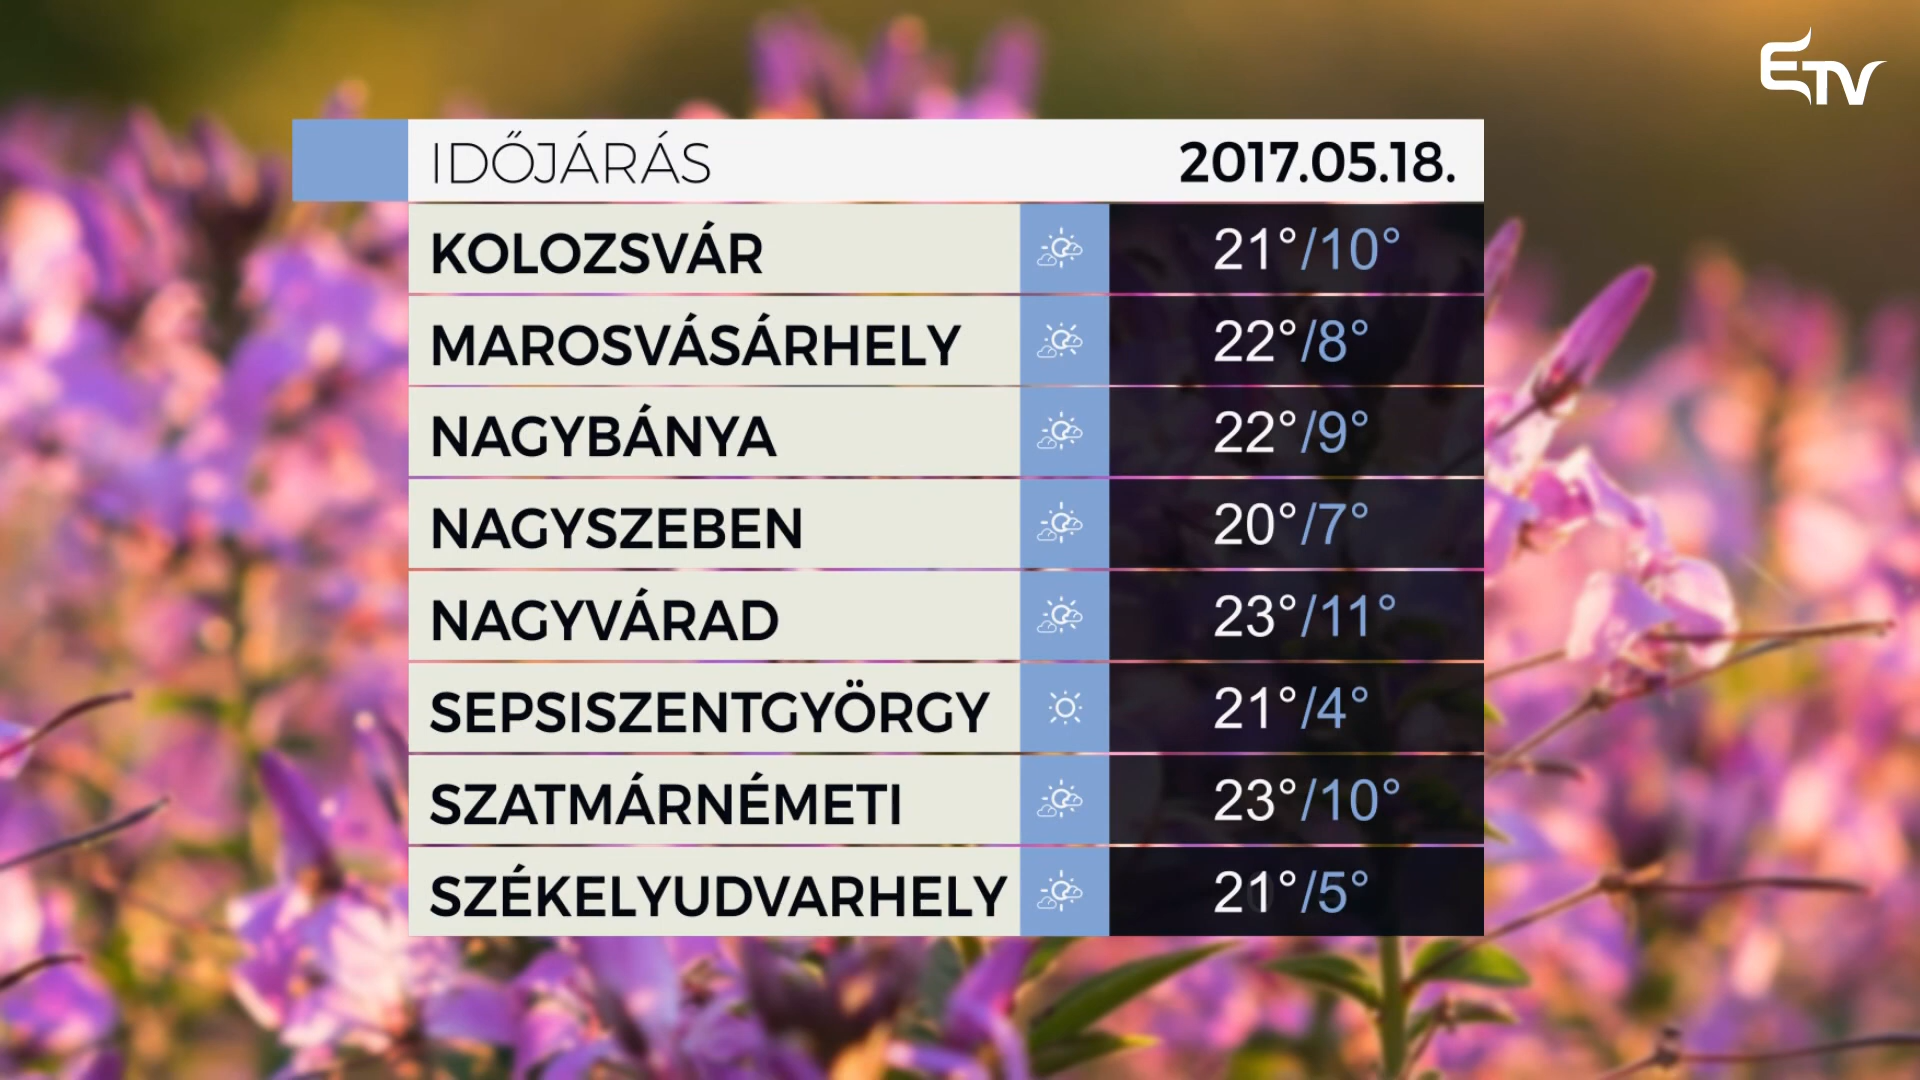 ETV
IDŐJÁRÁS 2017.05.18.
KOLOZSVÁR 21°/10°
MAROSVÁSÁRHELY 22°/8°
NAGYBÁNYA 22°/9°
NAGYSZEBEN 20°/7°
NAGYVÁRAD 23°/11°
SEPSISZENTGYÖRGY 21°/4°
SZATMÁRNÉMETI 23°/10°
SZÉKELYUDVARHELY 21°/5°